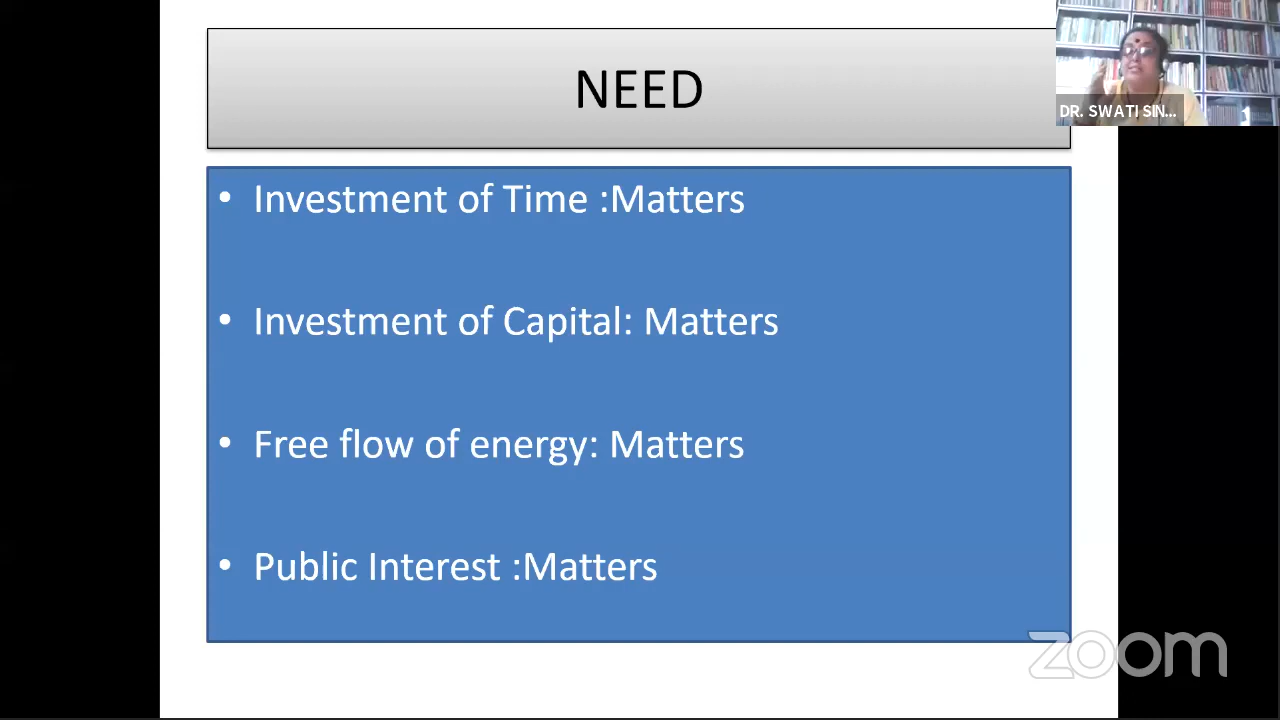 NEED
DR. SWATI SIN...
• Investment of Time :Matters
• Investment of Capital: Matters
• Free flow of energy: Matters
• Public Interest :Matters
zoom